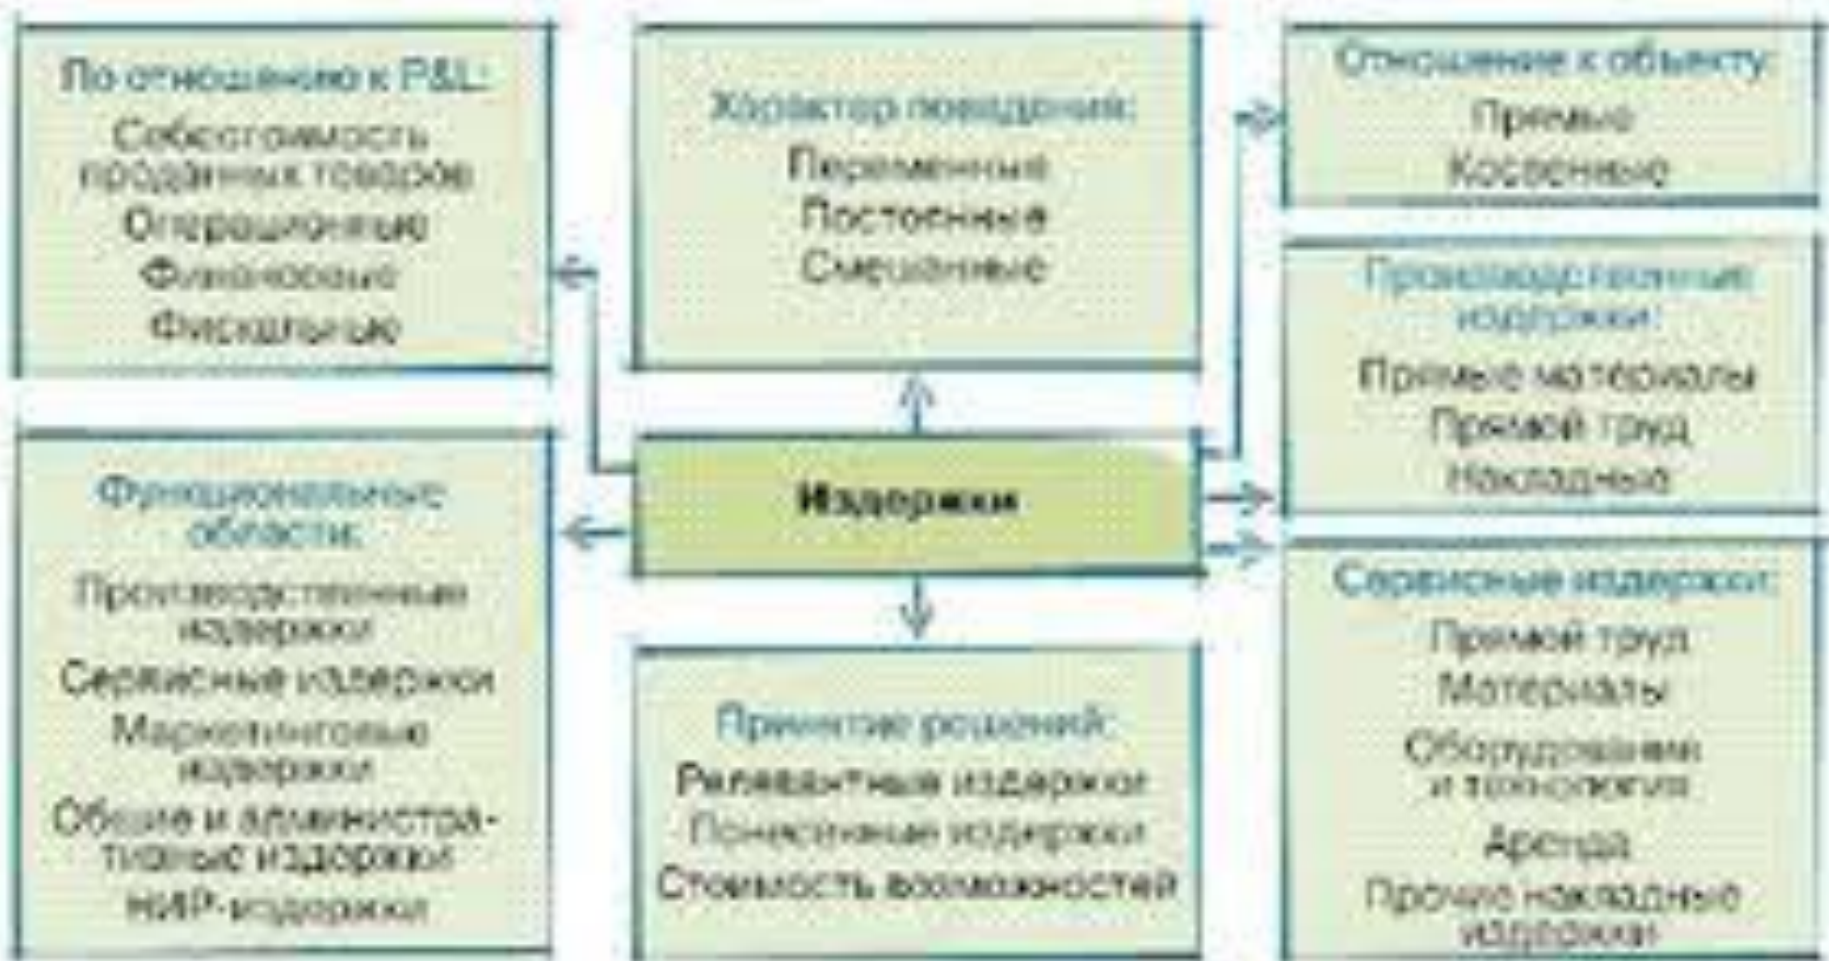 По отношению к P&L:
Себестоимость
проданных товаров
Операционные
Финансовые
Фискальные
Характер поведения:
Переменные
Постоянные
Смешанные
Отношение к объекту:
Прямые
Косвенные
Производственные
издержки:
Прямые материалы
Прямой труд
Накладные
Издержки
Функциональные
области:
Производственные
издержки
Сервисные издержки
Маркетинговые
издержки
Общие и администра-
тивные издержки
НИР-издержки
Принятие решений:
Релевантные издержки
Понесенные издержки
Стоимость возможностей
Сервисные издержки:
Прямой труд
Материалы
Оборудование
и технология
Аренда
Прочие накладные
издержки